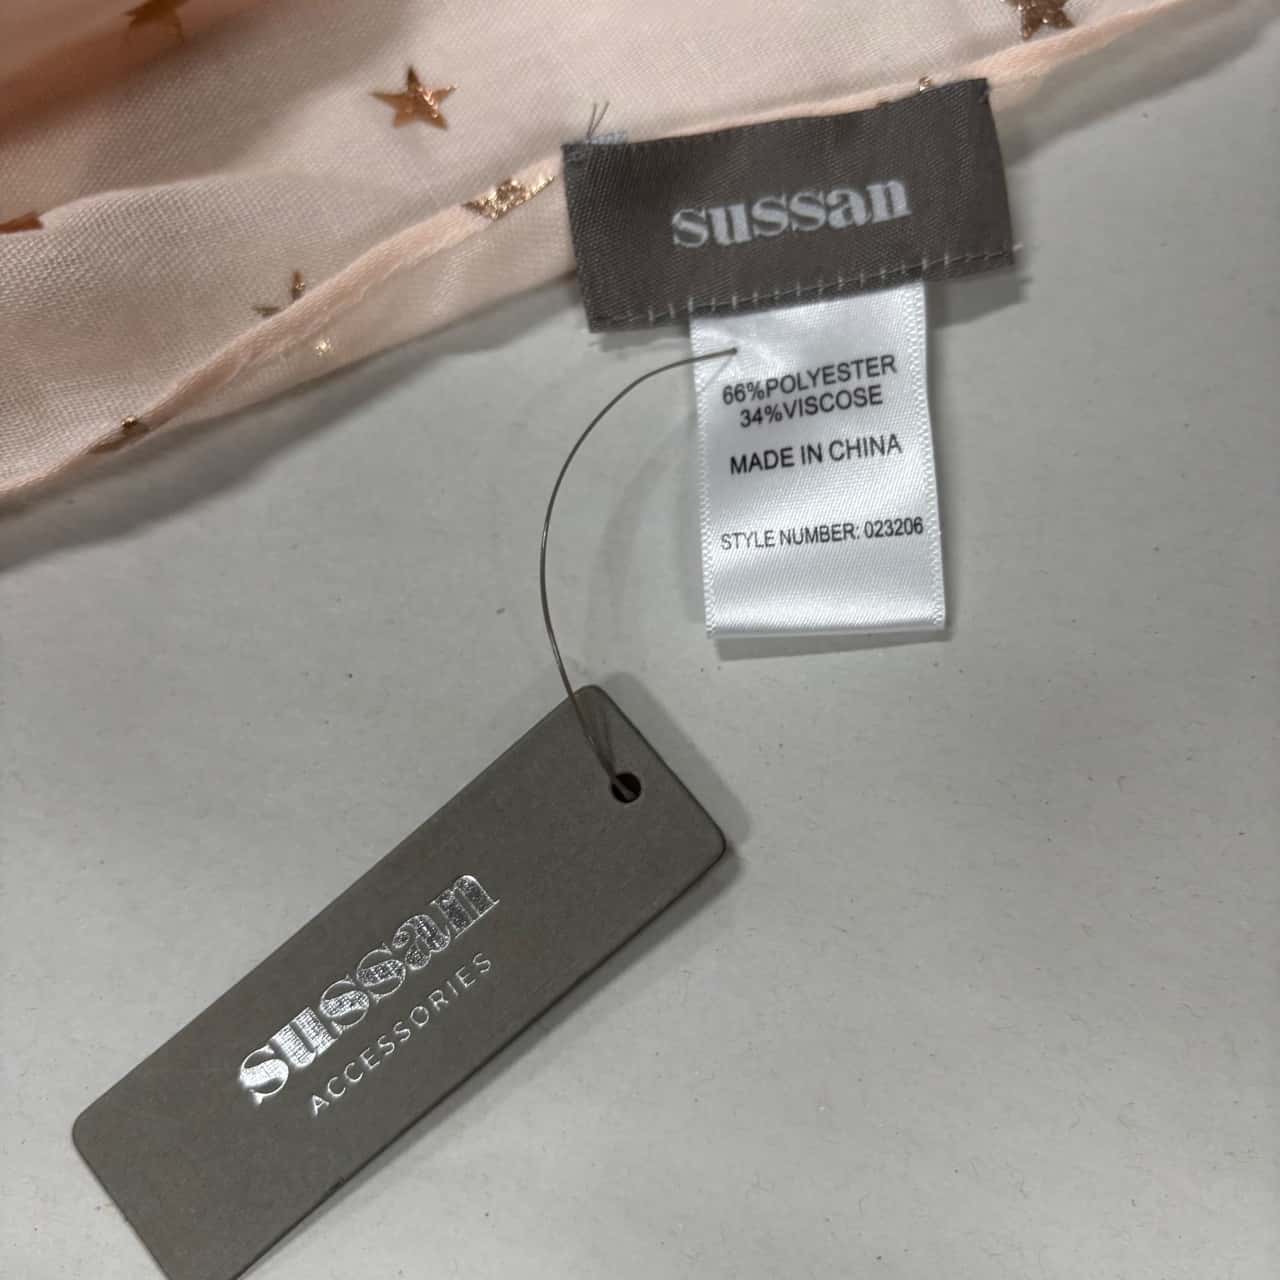 sussan
66%POLYESTER
34%VISCOSE
MADE IN CHINA
STYLE NUMBER: 023206
sussan
ACCESSORIES